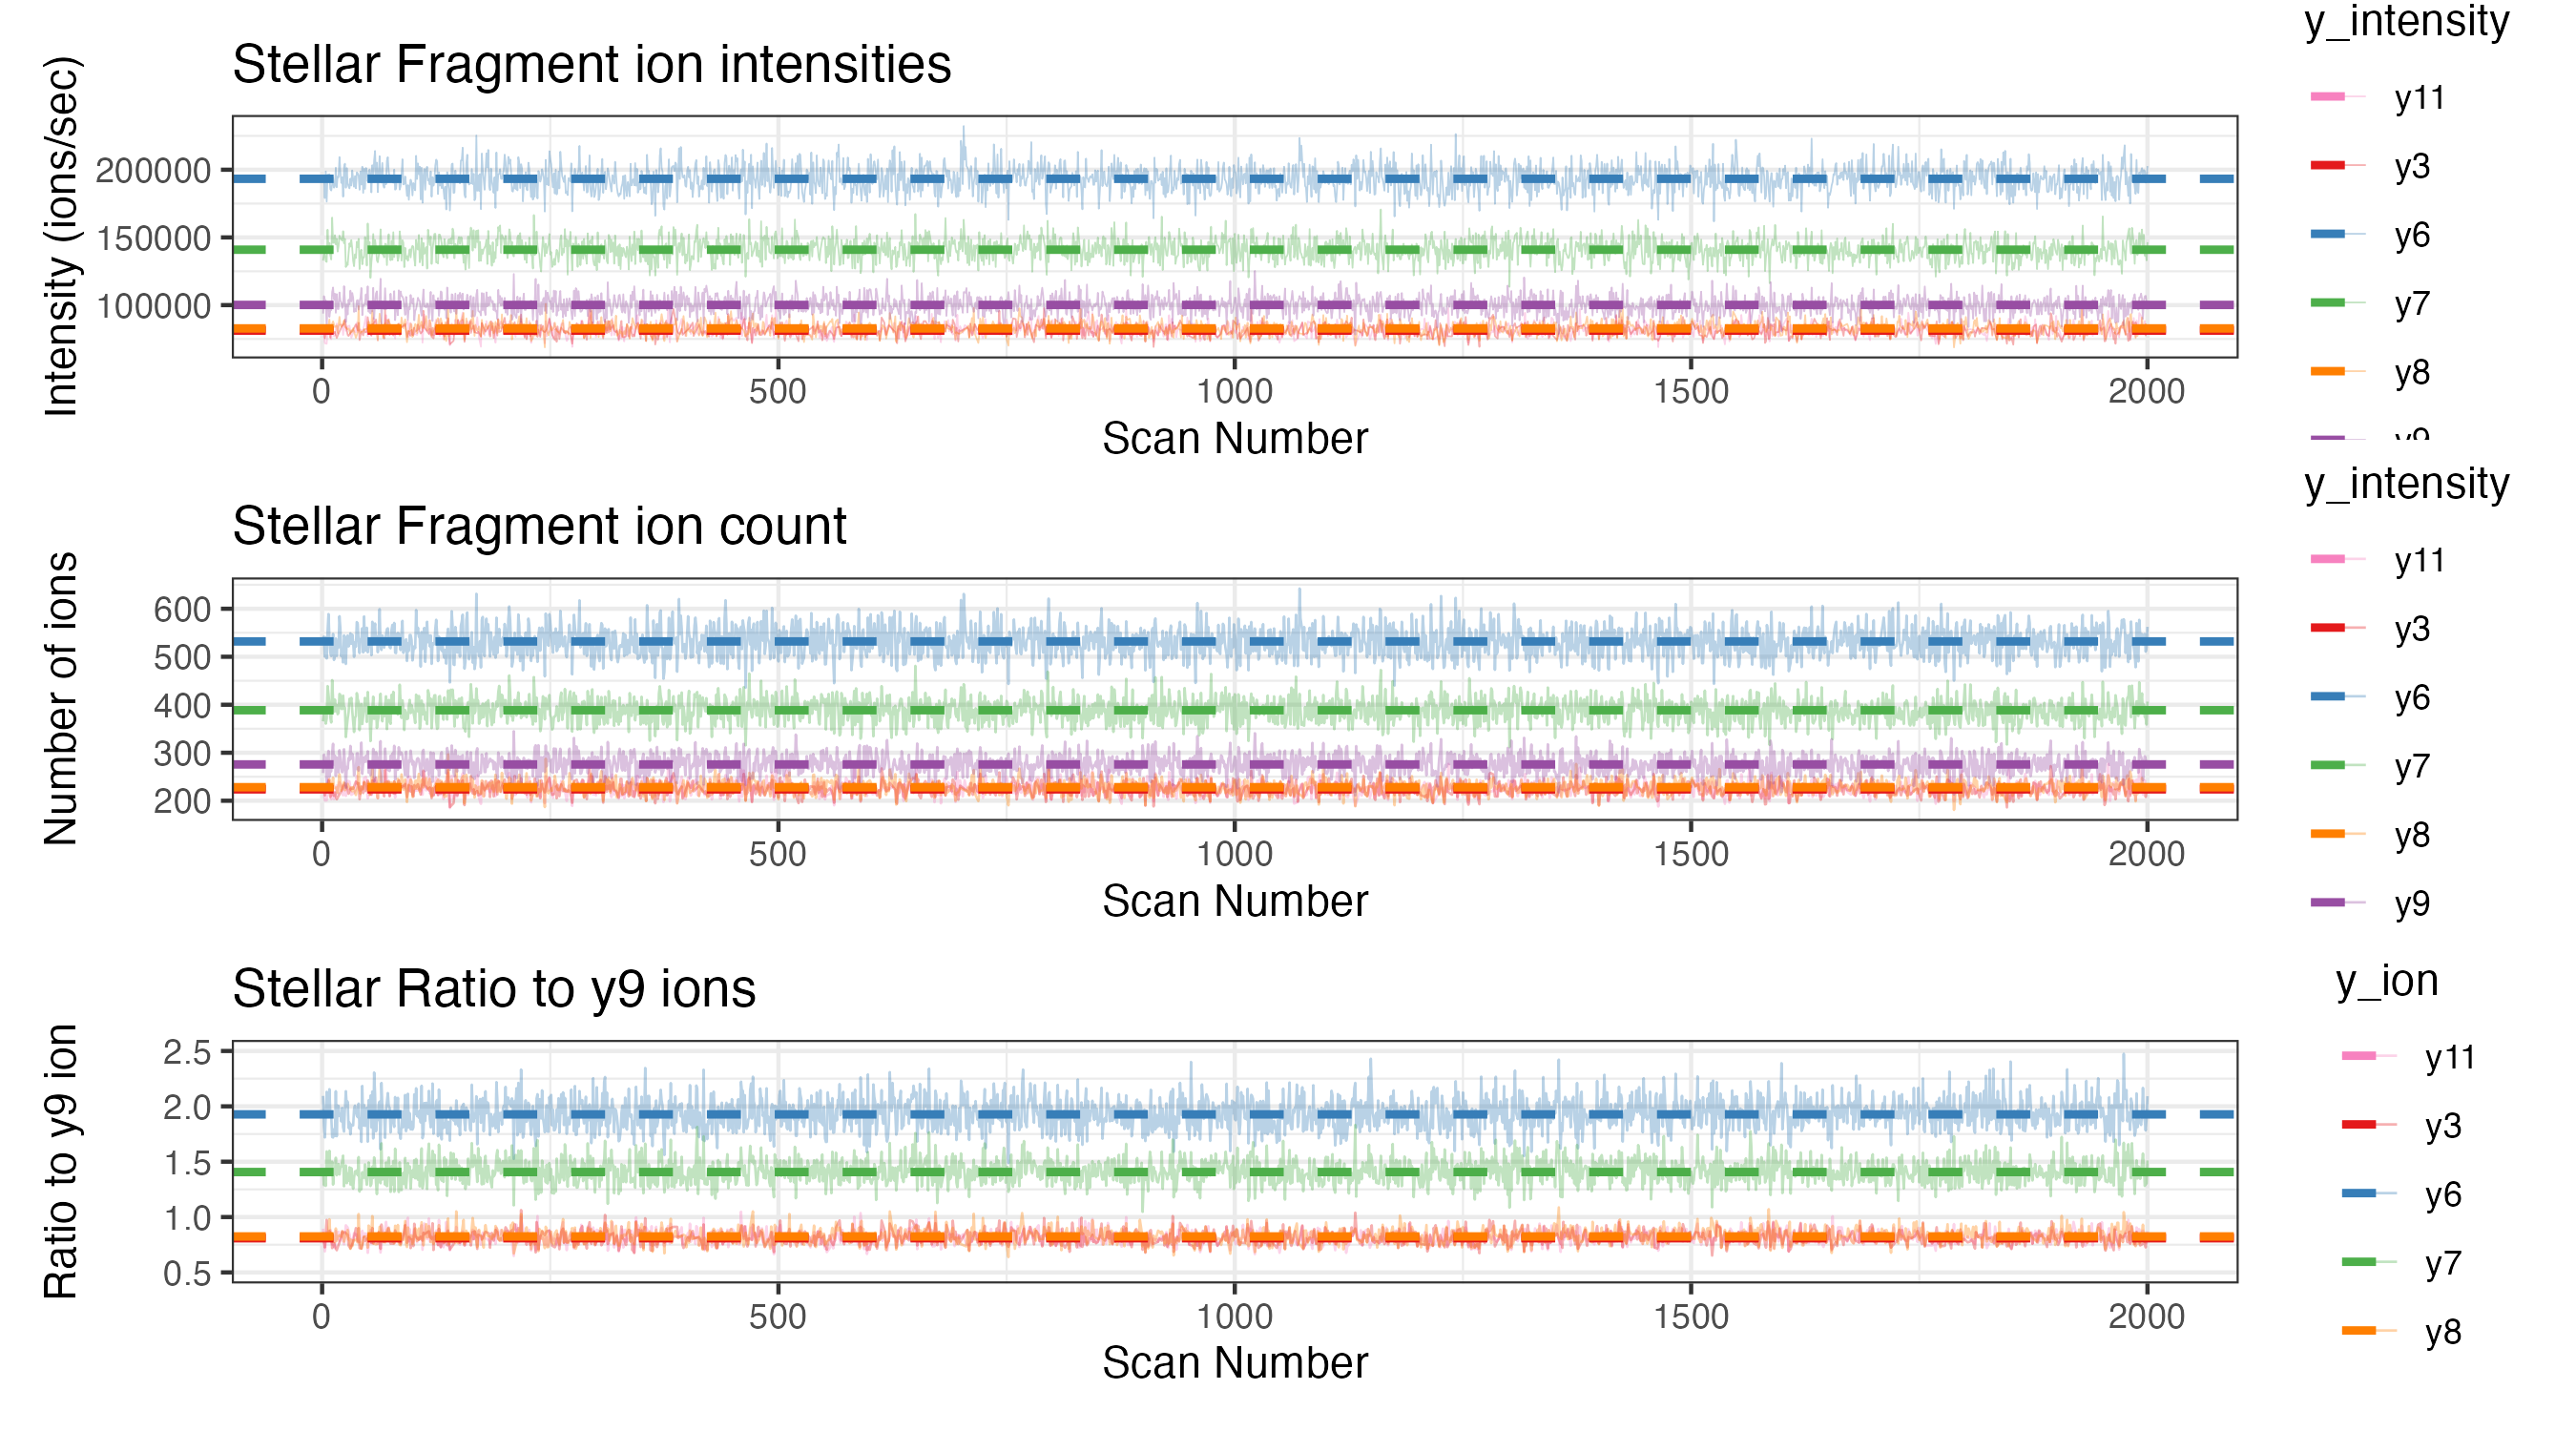 Stellar Fragment ion intensities
Intensity (ions/sec)
200000
150000
100000
0 500 1000 1500 2000
Scan Number
y_intensity
y11
y3
y6
y7
y8
y9
Stellar Fragment ion count
Number of ions
600
500
400
300
200
0 500 1000 1500 2000
Scan Number
y_intensity
y11
y3
y6
y7
y8
y9
Stellar Ratio to y9 ions
Ratio to y9 ion
2.5
2.0
1.5
1.0
0.5
0 500 1000 1500 2000
Scan Number
y_ion
y11
y3
y6
y7
y8